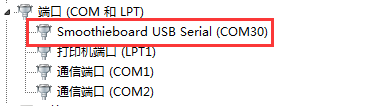 端口 (COM 和 LPT)
Smoothieboard USB Serial (COM30)
打印机端口 (LPT1)
通信端口 (COM1)
通信端口 (COM2)